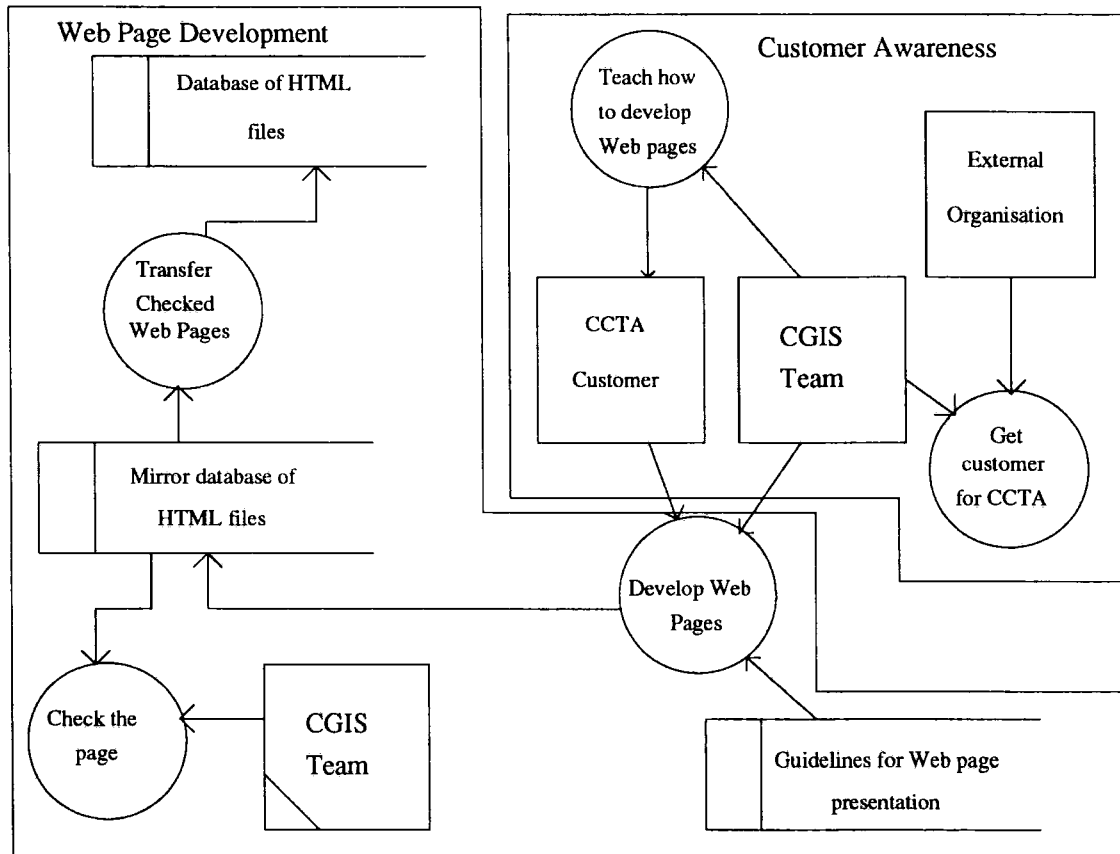 Web Page Development
Database of HTML
files
Transfer
Checked
Web Pages
Mirror database of
HTML files
Check the
page
CGIS
Team
Customer Awareness
Teach how
to develop
Web pages
External
Organisation
CCTA
Customer
CGIS
Team
Get
customer
for CCTA
Develop Web
Pages
Guidelines for Web page
presentation